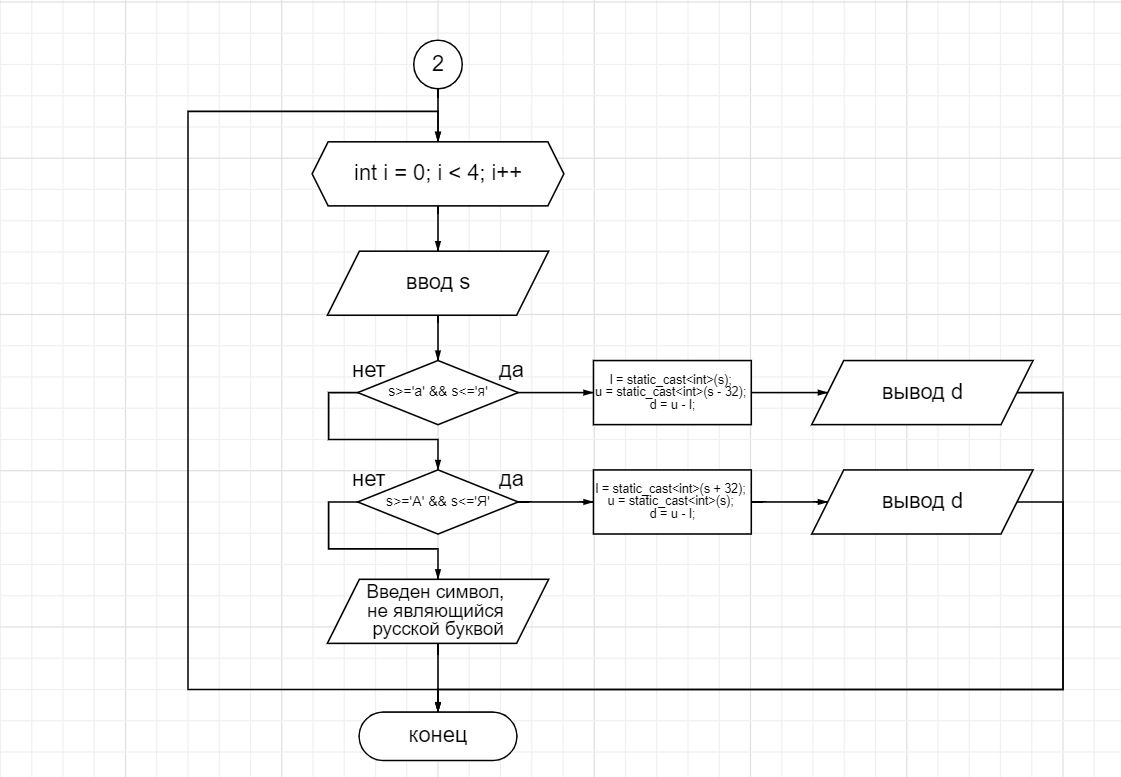 2
int i = 0; i < 4; i++
ввод s
нет
да
s>='а' && s<='я'
l = static_cast<int>(s);
u = static_cast<int>(s - 32);
d = u - l;
вывод d
нет
да
s>='А' && s<='Я'
l = static_cast<int>(s + 32);
u = static_cast<int>(s);
d = u - l;
вывод d
Введен символ,
не являющийся
русской буквой
конец